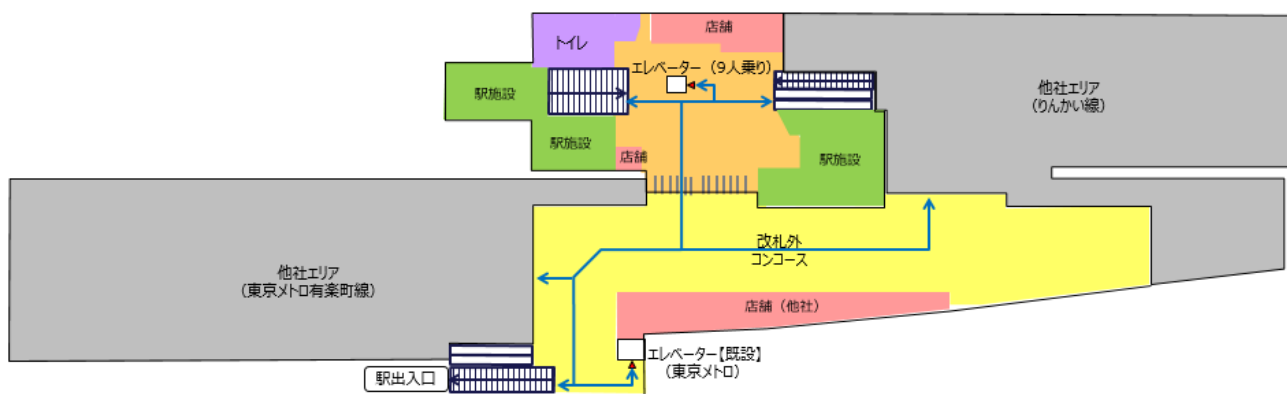 店舗
トイレ
エレベーター（9人乗り）
駅施設
他社エリア
（りんかい線）
駅施設
店舗
駅施設
改札外
コンコース
他社エリア
（東京メトロ有楽町線）
店舗（他社）
エレベーター【既設】
（東京メトロ）
駅出入口